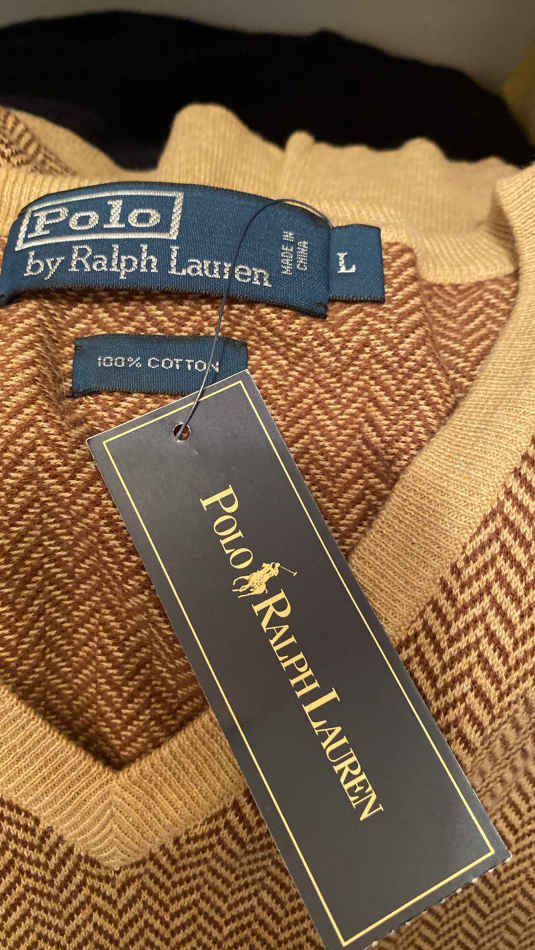 Polo
by Ralph Lauren
MADE IN
CHINA
L
100% COTTON
POLO RALPH LAUREN